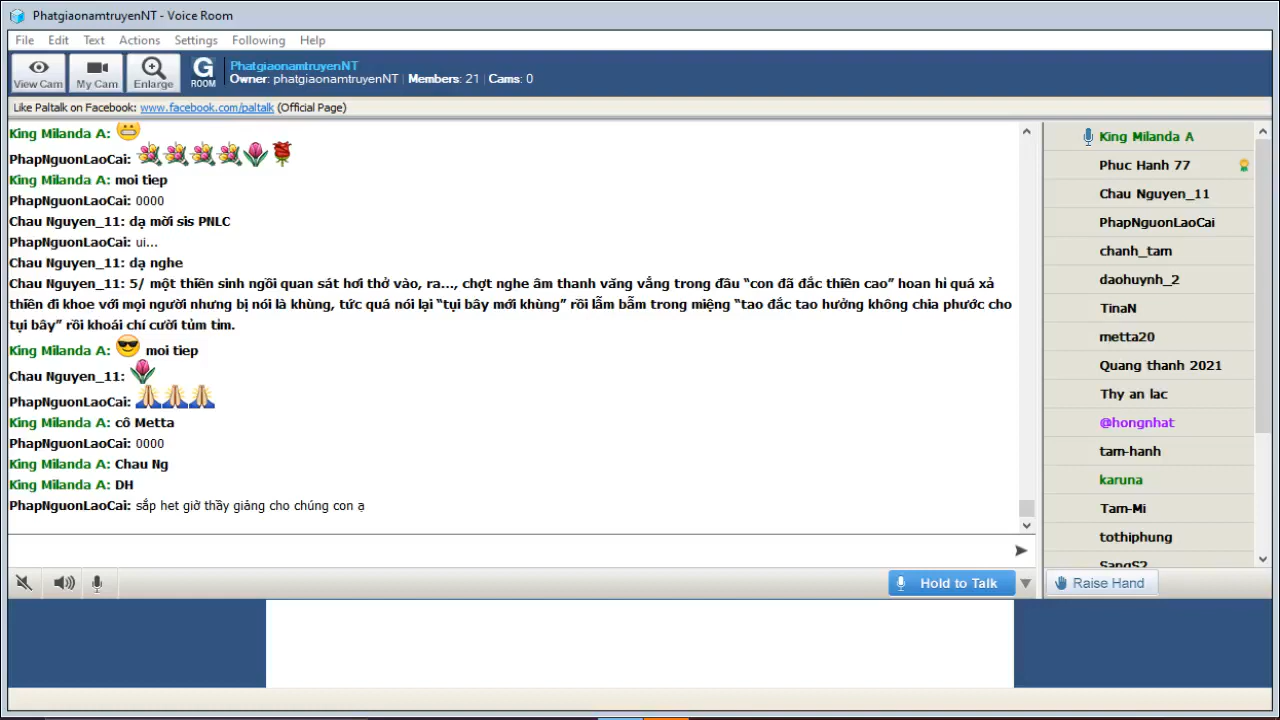 PhatgiaonamtruyenNT - Voice Room
File Edit Text Actions Settings Following Help
View Cam My Cam Enlarge G ROOM PhatgiaonamtruyenNT
Owner: phatgiaonamtruyenNT | Members: 21 | Cams: 0
Like Paltalk on Facebook: www.facebook.com/paltalk (Official Page)
King Milanda A:
PhapNguonLaoCai:
King Milanda A: moi tiep
PhapNguonLaoCai: 0000
Chau Nguyen_11: dạ mời sis PNLC
PhapNguonLaoCai: ui...
Chau Nguyen_11: dạ nghe
Chau Nguyen_11: 5/ một thiền sinh ngồi quan sát hơi thở vào, ra..., chợt nghe âm thanh văng vẳng trong đầu “con đã đắc thiền cao” hoan hỉ quá xả
thiền đi khoe với mọi người nhưng bị nói là khùng, tức quá nói lại “tụi bây mới khùng” rồi lẩm bẩm trong miệng “tao đắc tao hưởng không chia phước cho
tụi bây” rồi khoái chí cười tủm tỉm.
King Milanda A: moi tiep
Chau Nguyen_11:
PhapNguonLaoCai:
King Milanda A: cô Metta
PhapNguonLaoCai: 0000
King Milanda A: Chau Ng
King Milanda A: DH
PhapNguonLaoCai: sắp het giờ thầy giảng cho chúng con ạ
Hold to Talk
King Milanda A
Phuc Hanh 77
Chau Nguyen_11
PhapNguonLaoCai
chanh_tam
daohuynh_2
TinaN
metta20
Quang thanh 2021
Thy an lac
@hongnhat
tam-hanh
karuna
Tam-Mi
tothiphung
SangS2
Raise Hand